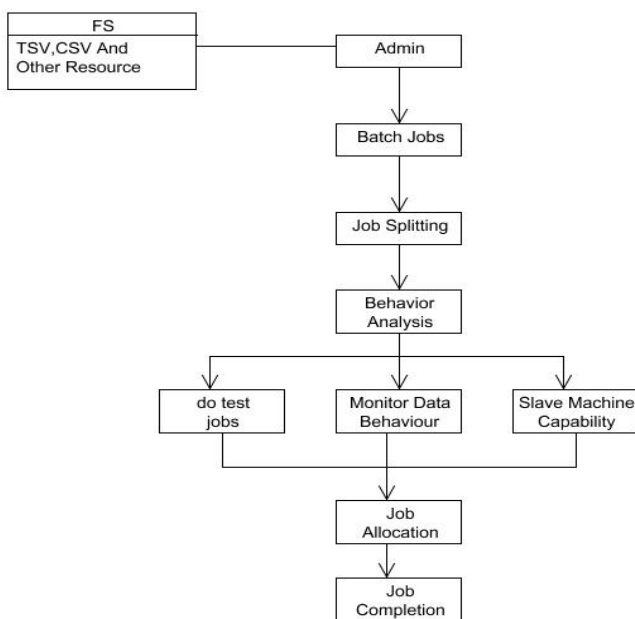 FS
TSV,CSV And
Other Resource
Admin
Batch Jobs
Job Splitting
Behavior
Analysis
do test
jobs
Monitor Data
Behaviour
Slave Machine
Capability
Job
Allocation
Job
Completion